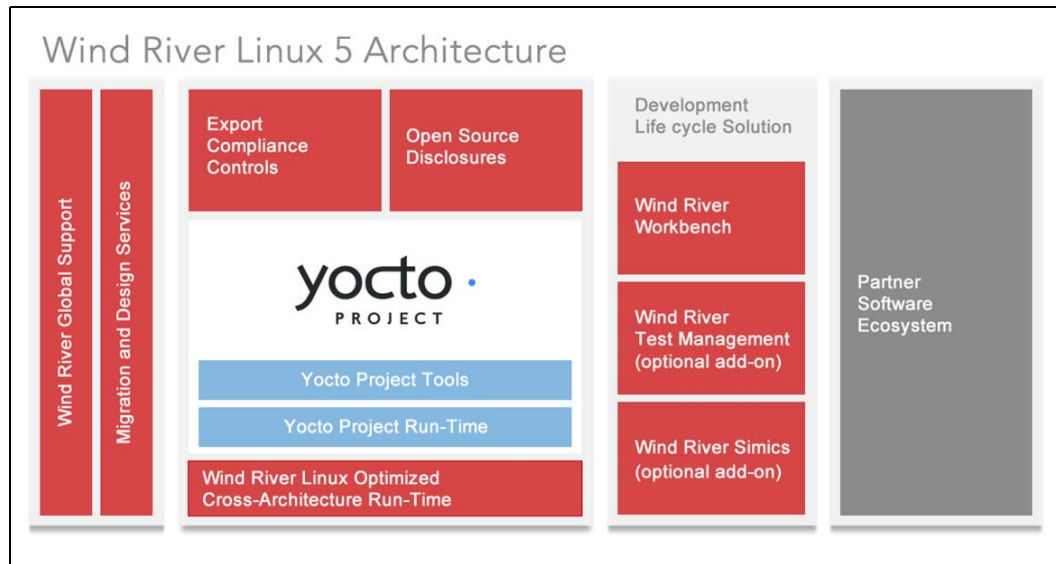 Wind River Linux 5 Architecture
Wind River Global Support
Migration and Design Services
Export
Compliance
Controls
Open Source
Disclosures
yocto
PROJECT
Yocto Project Tools
Yocto Project Run-Time
Wind River Linux Optimized
Cross-Architecture Run-Time
Development
Life cycle Solution
Wind River
Workbench
Wind River
Test Management
(optional add-on)
Wind River Simics
(optional add-on)
Partner
Software
Ecosystem